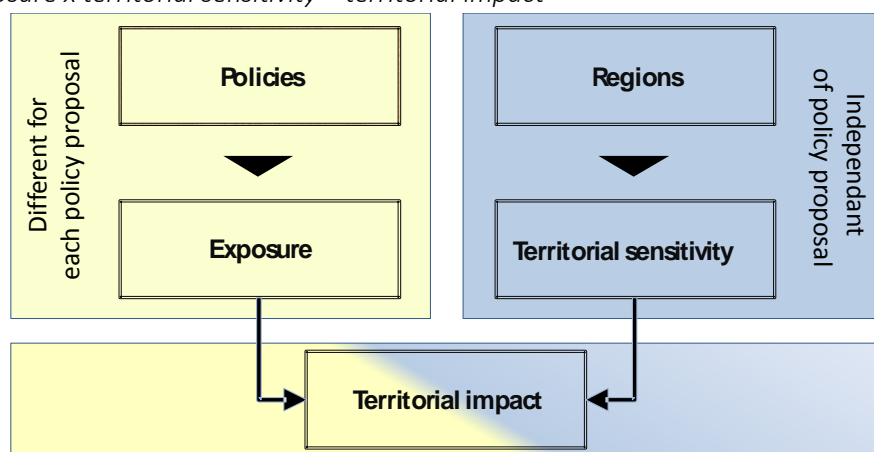 x territorial sensitivity = territorial impact
Policies
Regions
Different for
each policy proposal
Independant
of policy proposal
Exposure
Territorial sensitivity
Territorial impact